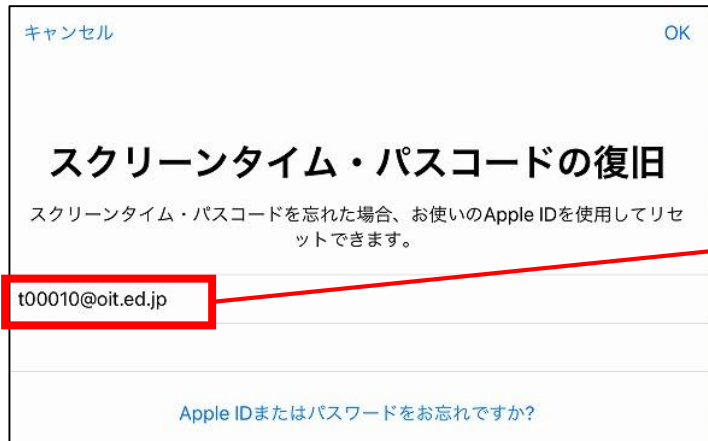 キャンセル
OK
スクリーンタイム・パスコードの復旧
スクリーンタイム・パスコードを忘れた場合、お使いのApple IDを使用してリセ
ットできます。
t00010@oit.ed.jp
Apple IDまたはパスワードをお忘れですか?